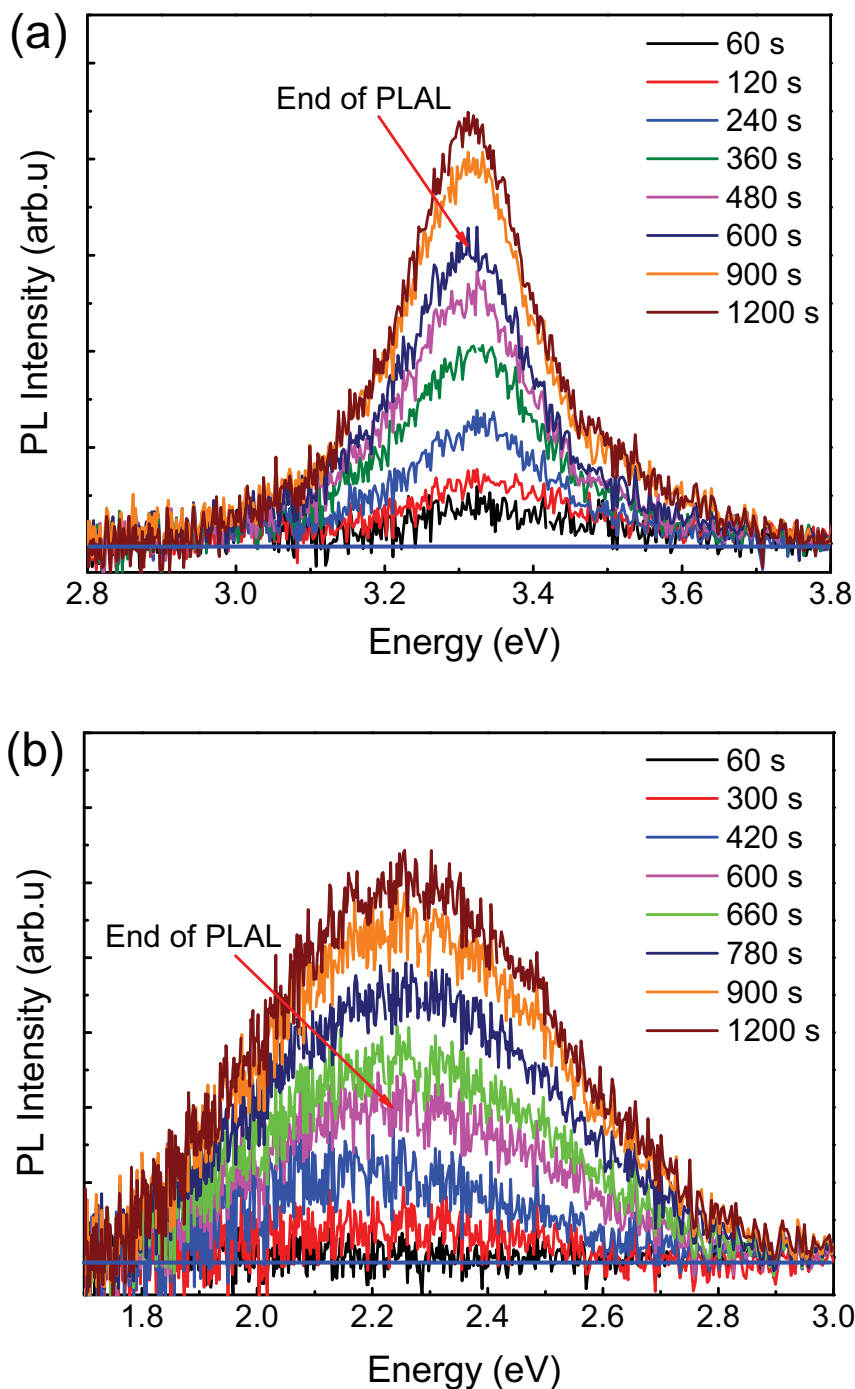 (a)
60 s
120 s
240 s
360 s
480 s
600 s
900 s
1200 s
End of PLAL
PL Intensity (arb.u)
2.8 3.0 3.2 3.4 3.6 3.8
Energy (eV)
(b)
60 s
300 s
420 s
600 s
660 s
780 s
900 s
1200 s
End of PLAL
PL Intensity (arb.u)
1.8 2.0 2.2 2.4 2.6 2.8 3.0
Energy (eV)